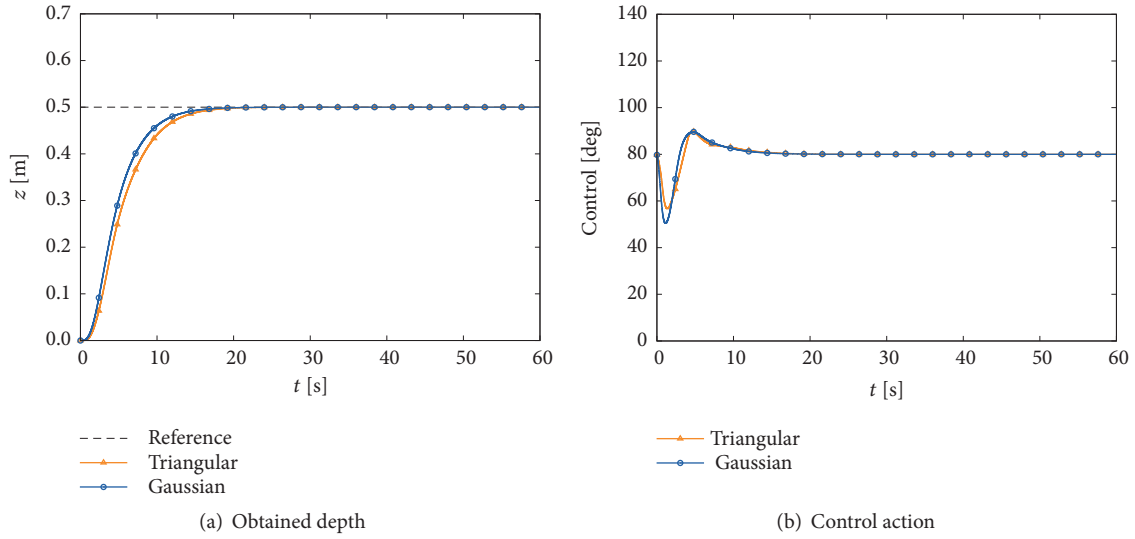 0.7
0.6
0.5
0.4
0.3
0.2
0.1
0.0
z [m]
0 10 20 30 40 50 60
t [s]
Reference
Triangular
Gaussian
(a) Obtained depth
140
120
100
80
60
40
20
0
Control [deg]
0 10 20 30 40 50 60
t [s]
Triangular
Gaussian
(b) Control action